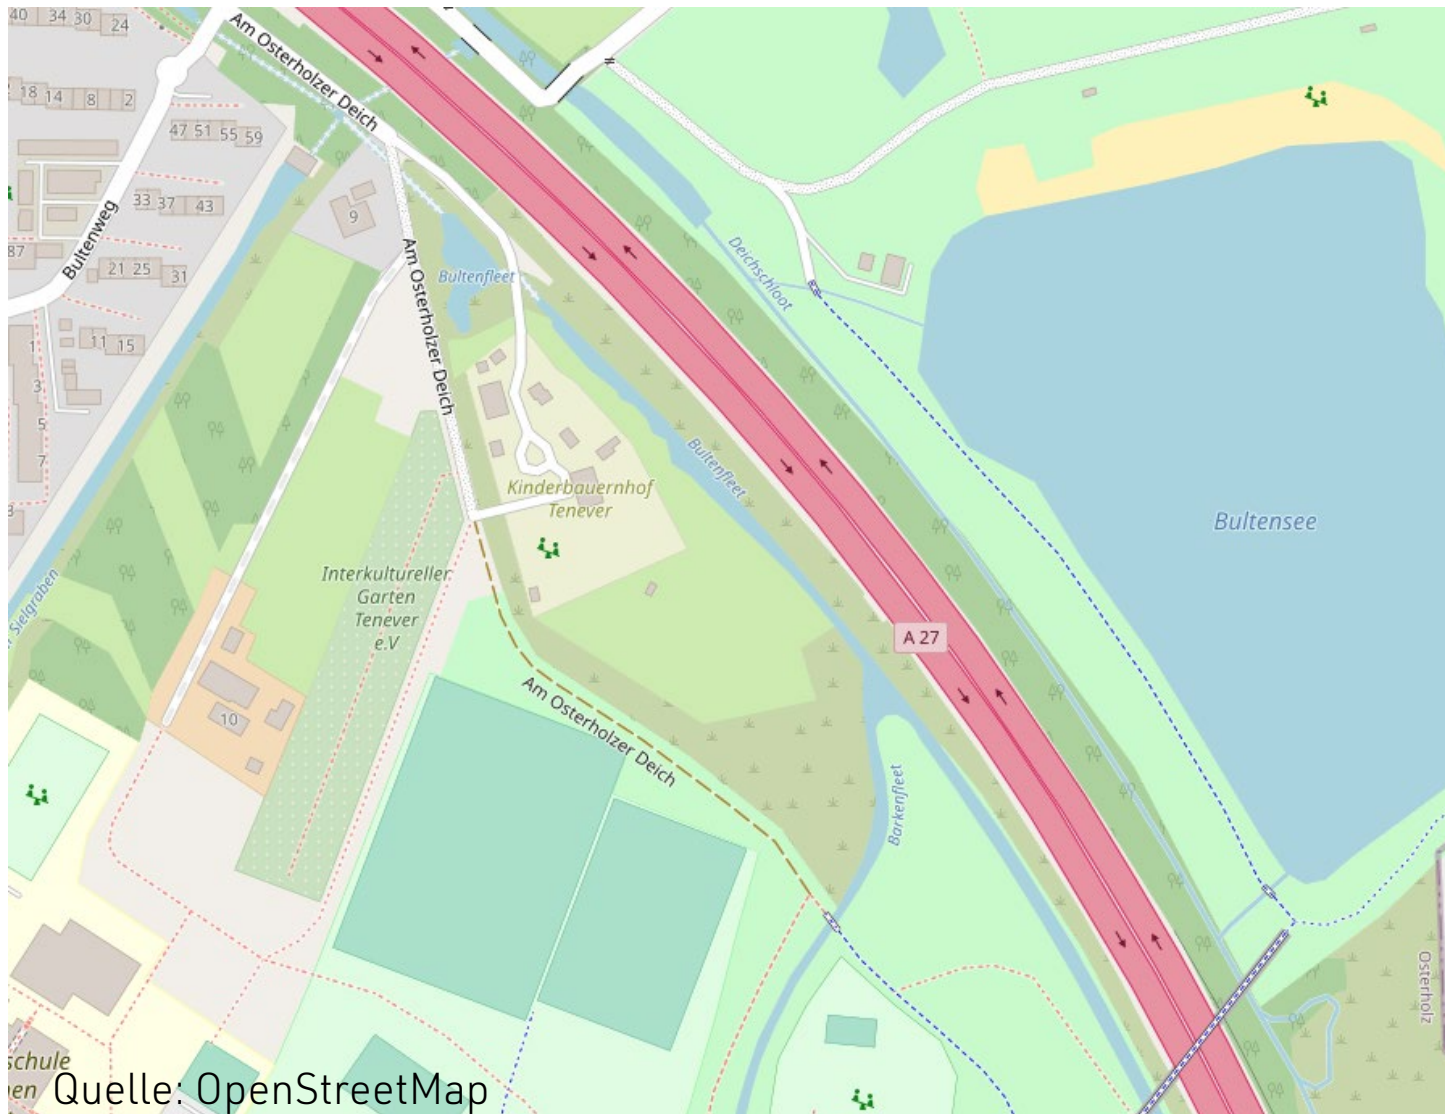 40
34
30
24
Am Osterholzer Deich
18
14
8
2
47
51
55
59
33
37
43
9
87
Bultenweg
21
25
31
Am Osterholzer Deich
Bultenfleet
Deichschloot
1
11
15
3
5
7
Bultenfleet
Kinderbauernhof
Tenever
Bultensee
Interkultureller
Garten
Tenever
e.V
Sielgraben
A 27
10
Am Osterholzer Deich
Barkenfleet
Osterholz
schule
en
Quelle: OpenStreetMap